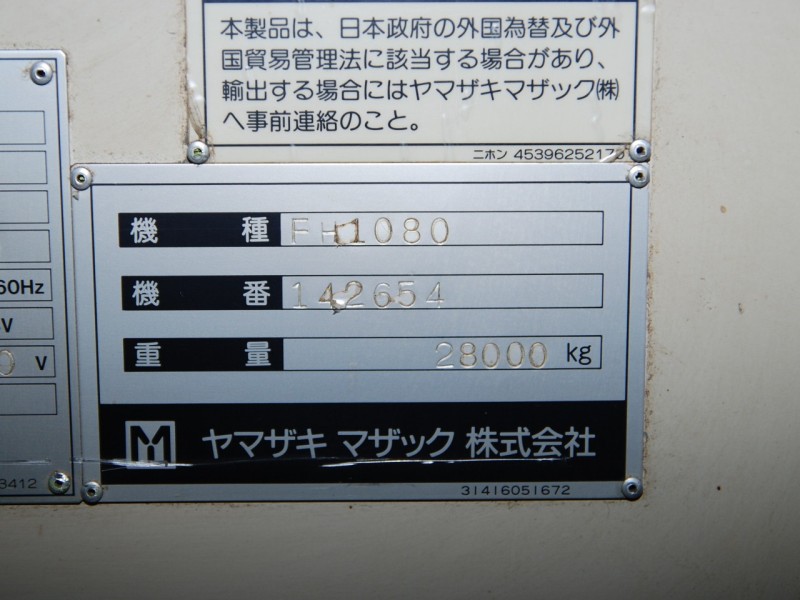 本製品は、日本政府の外国為替及び外
国貿易管理法に該当する場合があり、
輸出する場合にはヤマザキマザック㈱
へ事前連絡のこと。
ニホン 45396252170
機種 FH1080
機番 142654
重量 28000 kg
ヤマザキ マザック 株式会社
31416051672
60Hz
V
0 V
3412